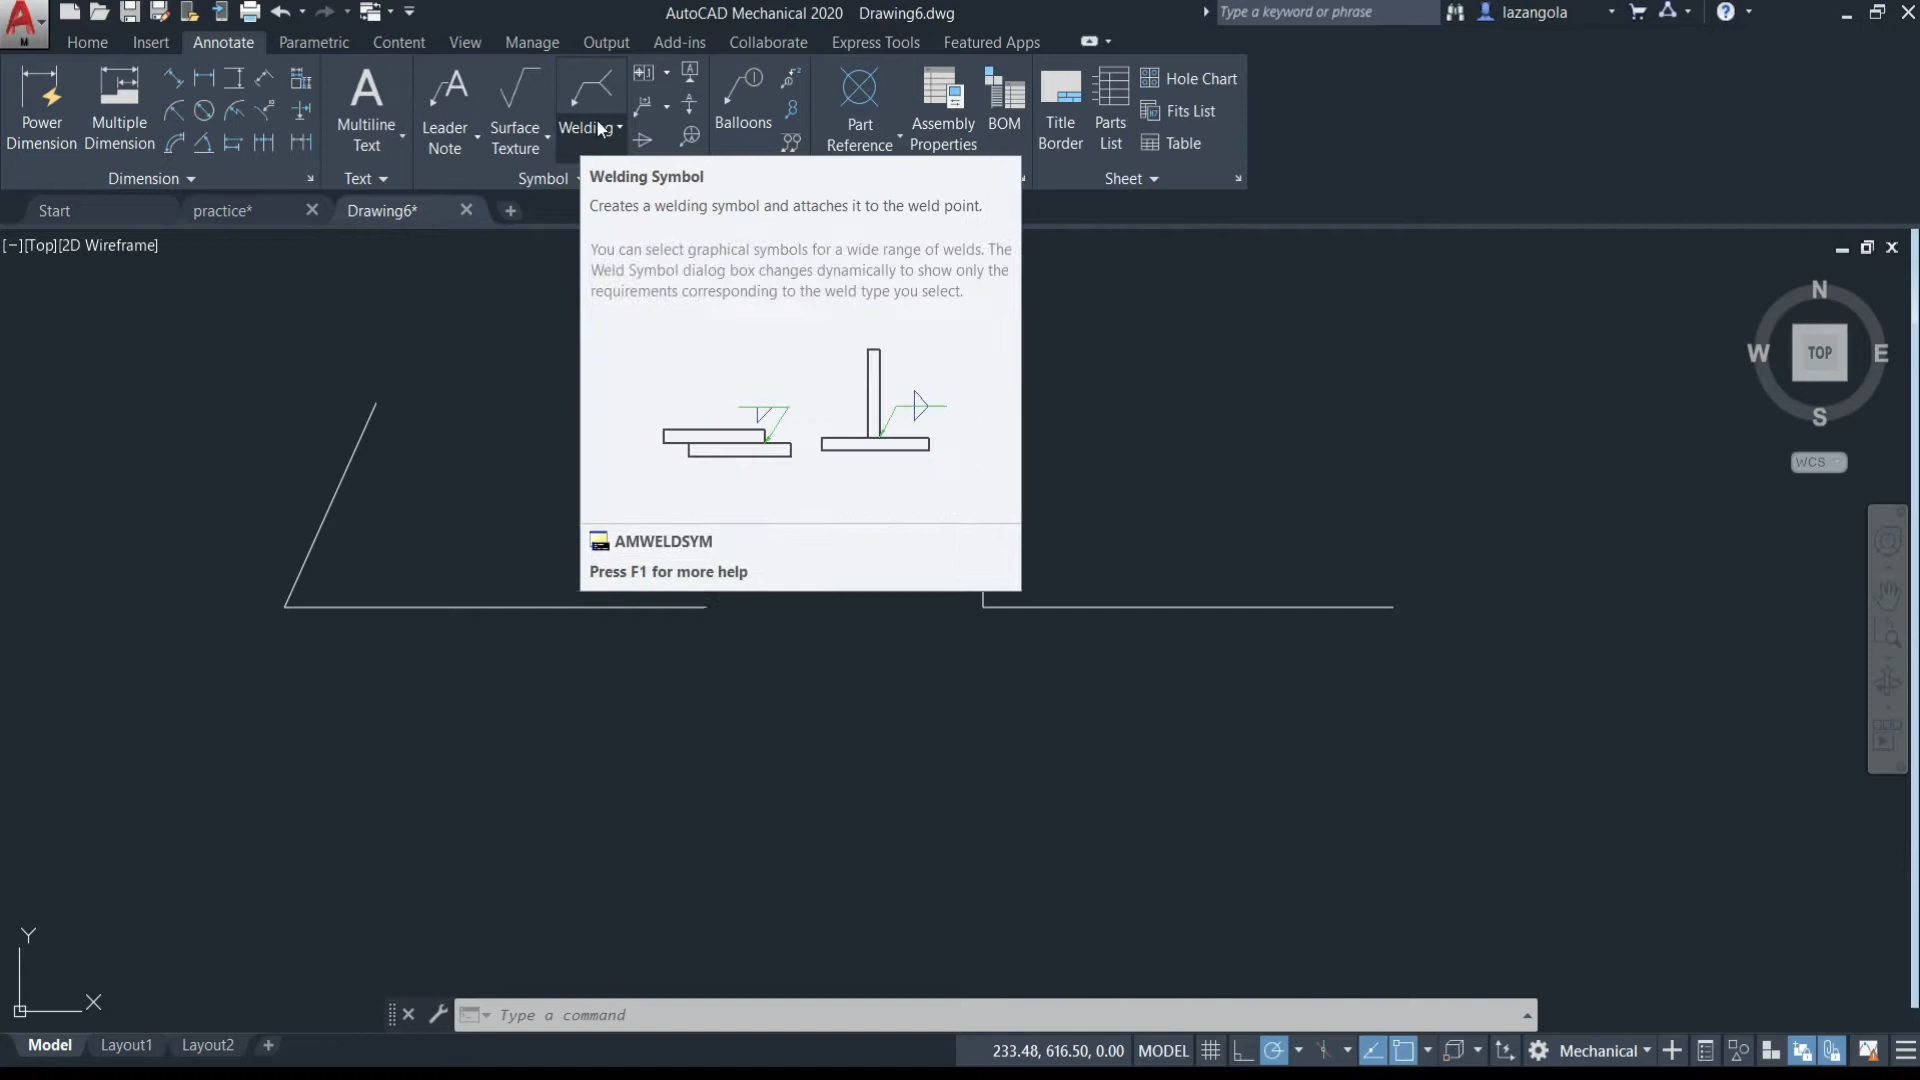 M
AutoCAD Mechanical 2020 Drawing6.dwg
Type a keyword or phrase
lazangola
Home Insert Annotate Parametric Content View Manage Output Add-ins Collaborate Express Tools Featured Apps
Power Dimension
Multiple Dimension
Multiline Text
Leader Note
Surface Texture
Welding
Balloons
Part Reference
Assembly Properties
BOM
Title Border
Parts List
Hole Chart
Fits List
Table
Dimension
Text
Symbol
Sheet
Start
practice*
Drawing6*
[−][Top][2D Wireframe]
Welding Symbol
Creates a welding symbol and attaches it to the weld point.
You can select graphical symbols for a wide range of welds. The
Weld Symbol dialog box changes dynamically to show only the
requirements corresponding to the weld type you select.
AMWELDSYM
Press F1 for more help
N
W TOP E
S
WCS
Y
X
Type a command
Model Layout1 Layout2
233.48, 616.50, 0.00 MODEL
Mechanical